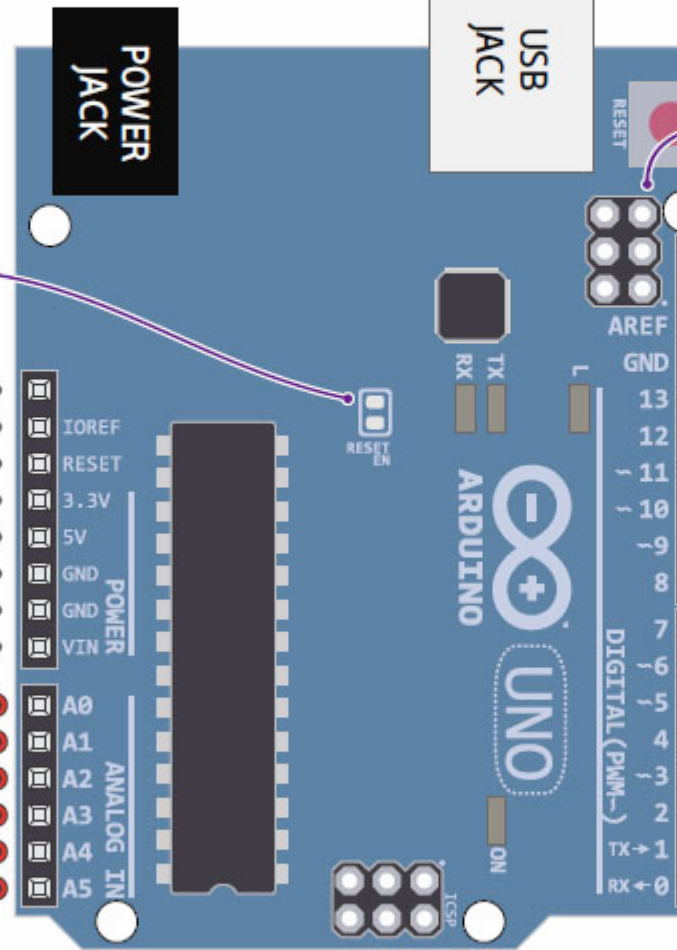 POWER
JACK
USB
JACK
RESET
AREF
GND
13
12
~11
~10
~9
8
7
~6
~5
4
~3
2
TX→1
RX←0
DIGITAL(PWM~)
RX
TX
L
RESET
EN
IOREF
RESET
3.3V
5V
GND
GND
VIN
POWER
A0
A1
A2
A3
A4
A5
ANALOG IN
ARDUINO
UNO
ON
ICSP